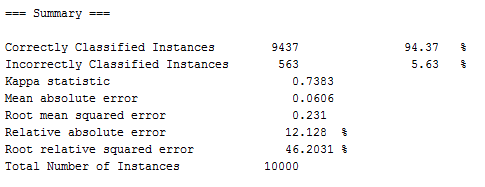 === Summary ===
Correctly Classified Instances 9437 94.37 %
Incorrectly Classified Instances 563 5.63 %
Kappa statistic 0.7383
Mean absolute error 0.0606
Root mean squared error 0.231
Relative absolute error 12.128 %
Root relative squared error 46.2031 %
Total Number of Instances 10000